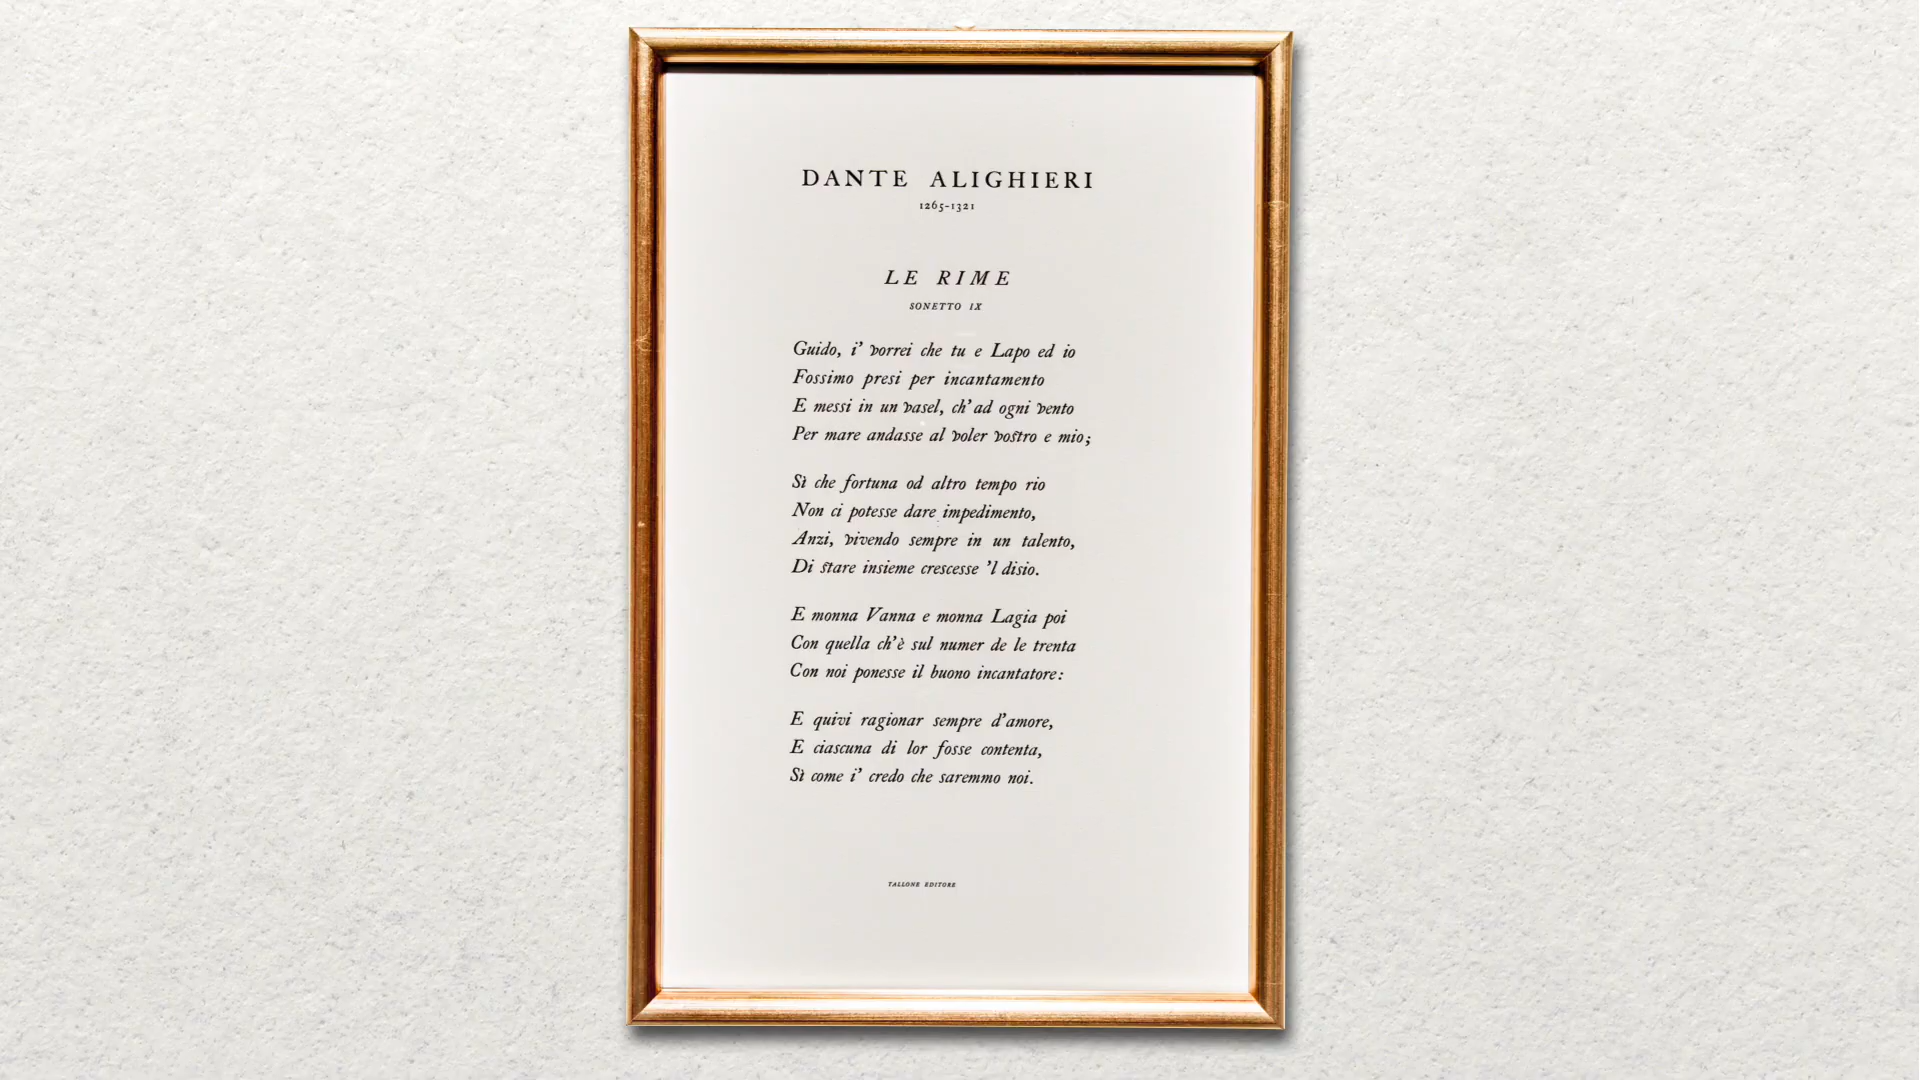 DANTE ALIGHIERI
1265-1321
LE RIME
SONETTO IX
Guido, i' vorrei che tu e Lapo ed io
Fossimo presi per incantamento
E messi in un vasel, ch'ad ogni vento
Per mare andasse al voler vostro e mio;
Sì che fortuna od altro tempo rio
Non ci potesse dare impedimento,
Anzi, vivendo sempre in un talento,
Di stare insieme crescesse 'l disio.
E monna Vanna e monna Lagia poi
Con quella ch'è sul numer de le trenta
Con noi ponesse il buono incantatore:
E quivi ragionar sempre d'amore,
E ciascuna di lor fosse contenta,
Sì come i' credo che saremmo noi.
TALLONE EDITORE